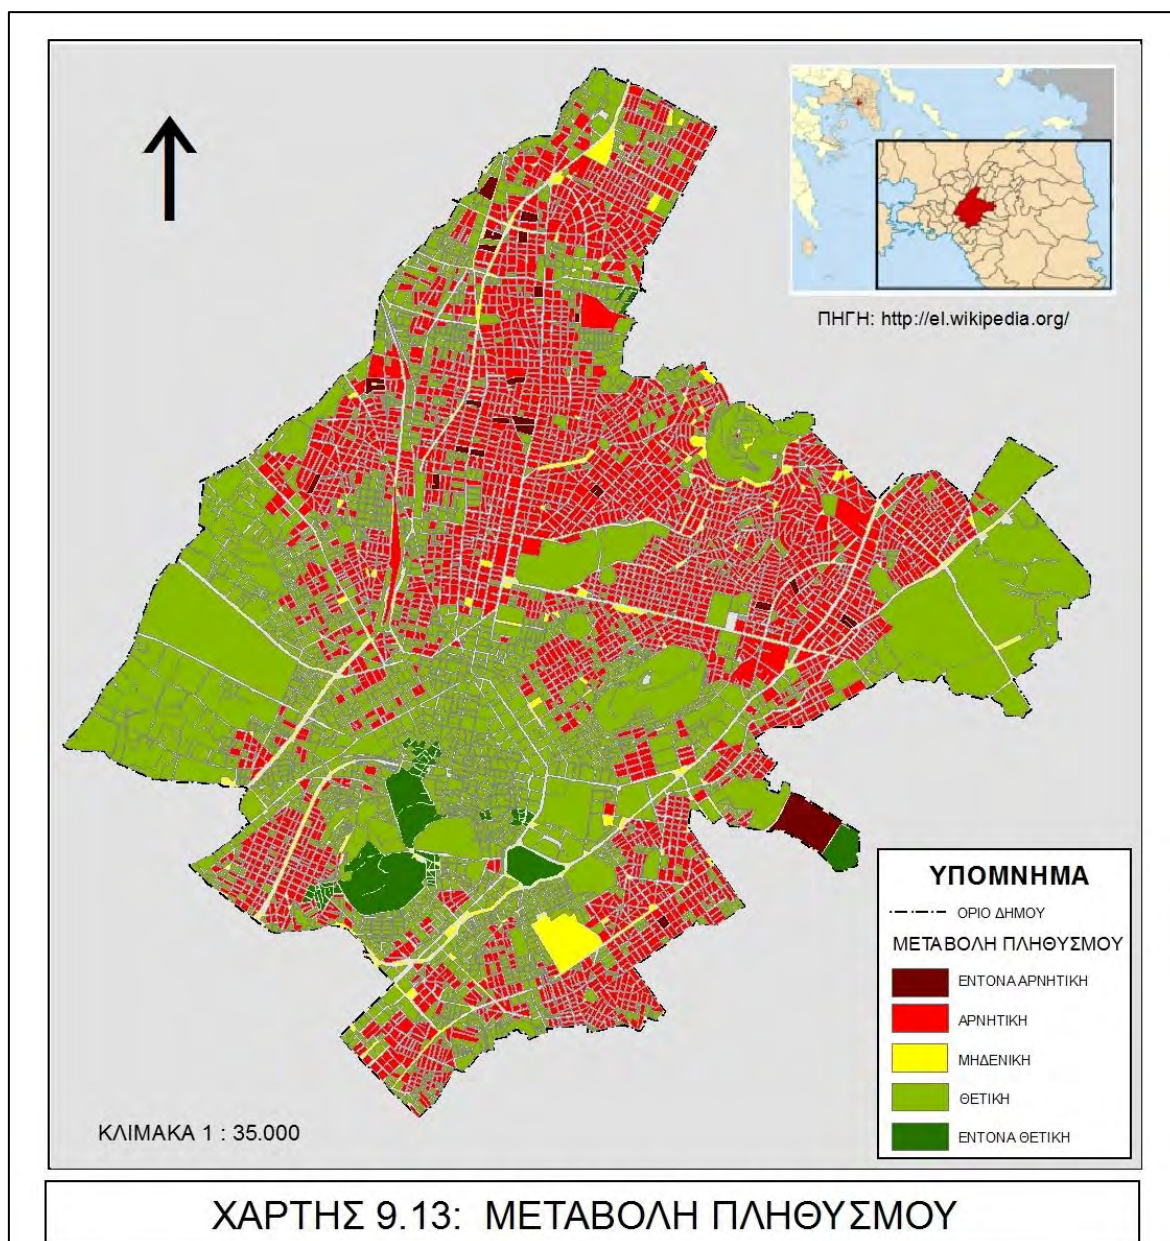 ΠΗΓΗ: http://el.wikipedia.org/
ΥΠΟΜΝΗΜΑ
ΟΡΙΟ ΔΗΜΟΥ
ΜΕΤΑΒΟΛΗ ΠΛΗΘΥΣΜΟΥ
ΕΝΤΟΝΑ ΑΡΝΗΤΙΚΗ
ΑΡΝΗΤΙΚΗ
ΜΗΔΕΝΙΚΗ
ΘΕΤΙΚΗ
ΕΝΤΟΝΑ ΘΕΤΙΚΗ
ΚΛΙΜΑΚΑ 1 : 35.000
ΧΑΡΤΗΣ 9.13: ΜΕΤΑΒΟΛΗ ΠΛΗΘΥΣΜΟΥ